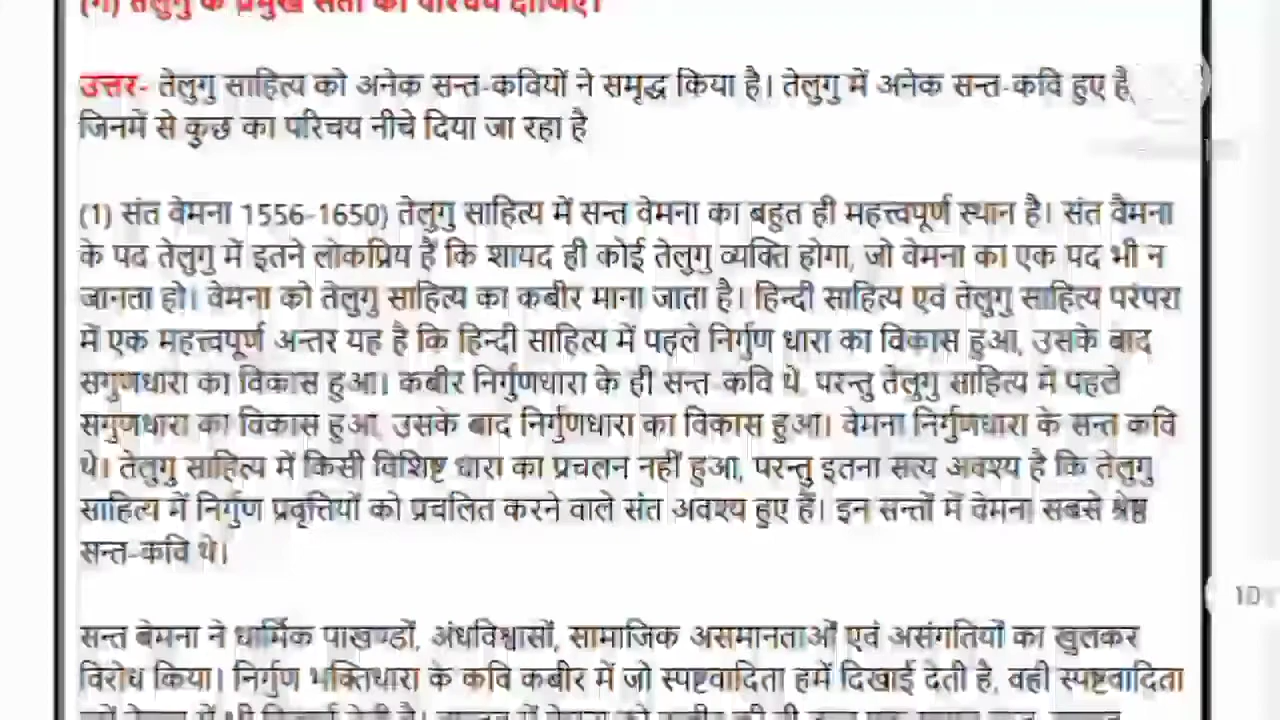 (ग) तेलुगु के प्रमुख संतों का परिचय दीजिए।
उत्तर- तेलुगु साहित्य को अनेक सन्त-कवियों ने समृद्ध किया है। तेलुगु में अनेक सन्त-कवि हुए है,
जिनमें से कुछ का परिचय नीचे दिया जा रहा है
(1) संत वेमना 1556-1650) तेलुगु साहित्य में सन्त वेमना का बहुत ही महत्त्वपूर्ण स्थान है। संत वैमना
के पद तेलुगु में इतने लोकप्रिय हैं कि शायद ही कोई तेलुगु व्यक्ति होगा, जो वेमना का एक पद भी न
जानता हो। वेमना को तेलुगु साहित्य का कबीर माना जाता है। हिन्दी साहित्य एवं तेलुगु साहित्य परंपरा
में एक महत्त्वपूर्ण अन्तर यह है कि हिन्दी साहित्य में पहले निर्गुण धारा का विकास हुआ, उसके बाद
सगुणधारा का विकास हुआ। कबीर निर्गुणधारा के ही सन्त-कवि थे, परन्तु तेलुगु साहित्य में पहले
सगुणधारा का विकास हुआ, उसके बाद निर्गुणधारा का विकास हुआ। वेमना निर्गुणधारा के सन्त कवि
थे। तेलुगु साहित्य में किसी विशिष्ट धारा का प्रचलन नहीं हुआ, परन्तु इतना सत्य अवश्य है कि तेलुगु
साहित्य में निर्गुण प्रवृत्तियों को प्रचलित करने वाले संत अवश्य हुए हैं। इन सन्तों में वेमना सबसे श्रेष्ठ
सन्त-कवि थे।
सन्त बेमना ने धार्मिक पाखण्डों, अंधविश्वासों, सामाजिक असमानताओं एवं असंगतियों का खुलकर
विरोध किया। निर्गुण भक्तिधारा के कवि कबीर में जो स्पष्टवादिता हमें दिखाई देती है, वही स्पष्टवादिता